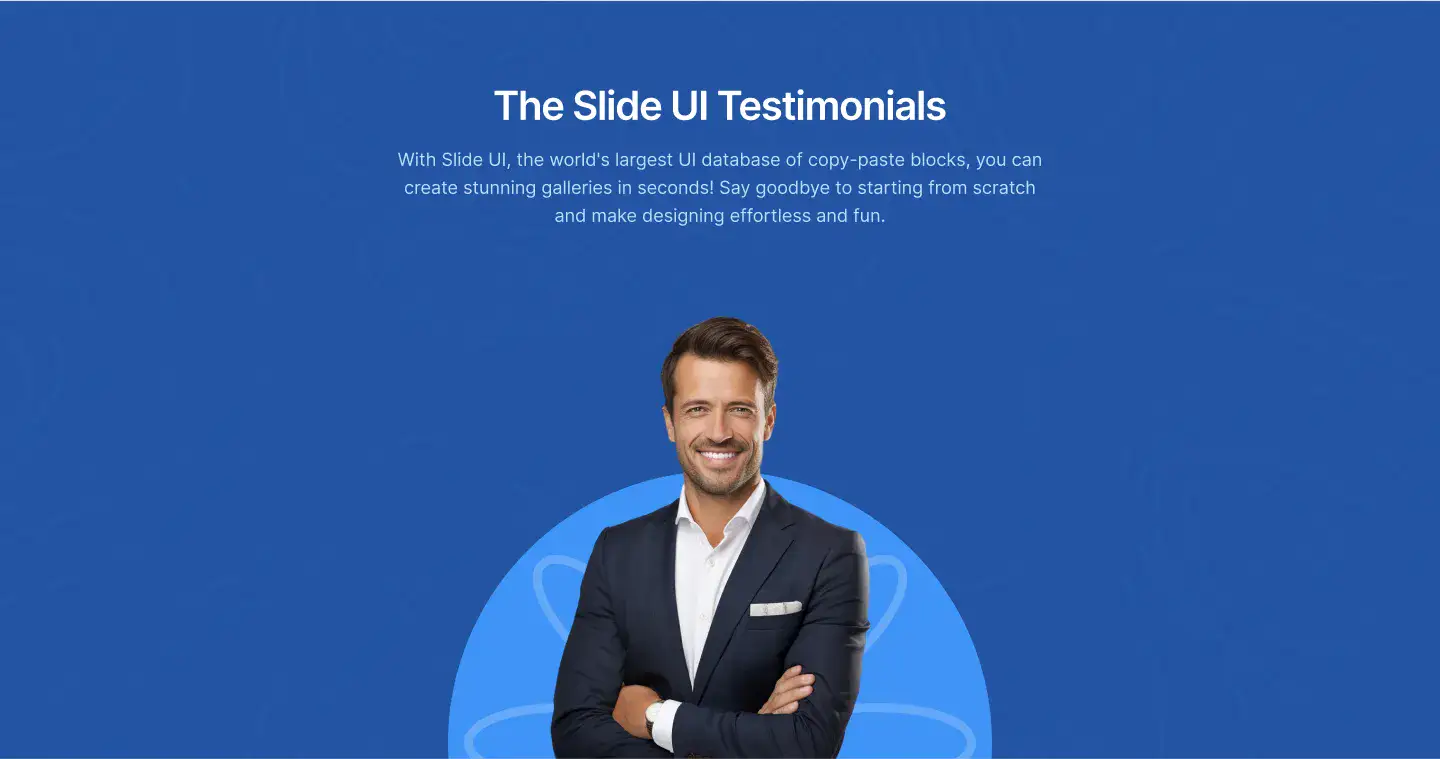 The Slide UI Testimonials
With Slide UI, the world's largest UI database of copy-paste blocks, you can
create stunning galleries in seconds! Say goodbye to starting from scratch
and make designing effortless and fun.